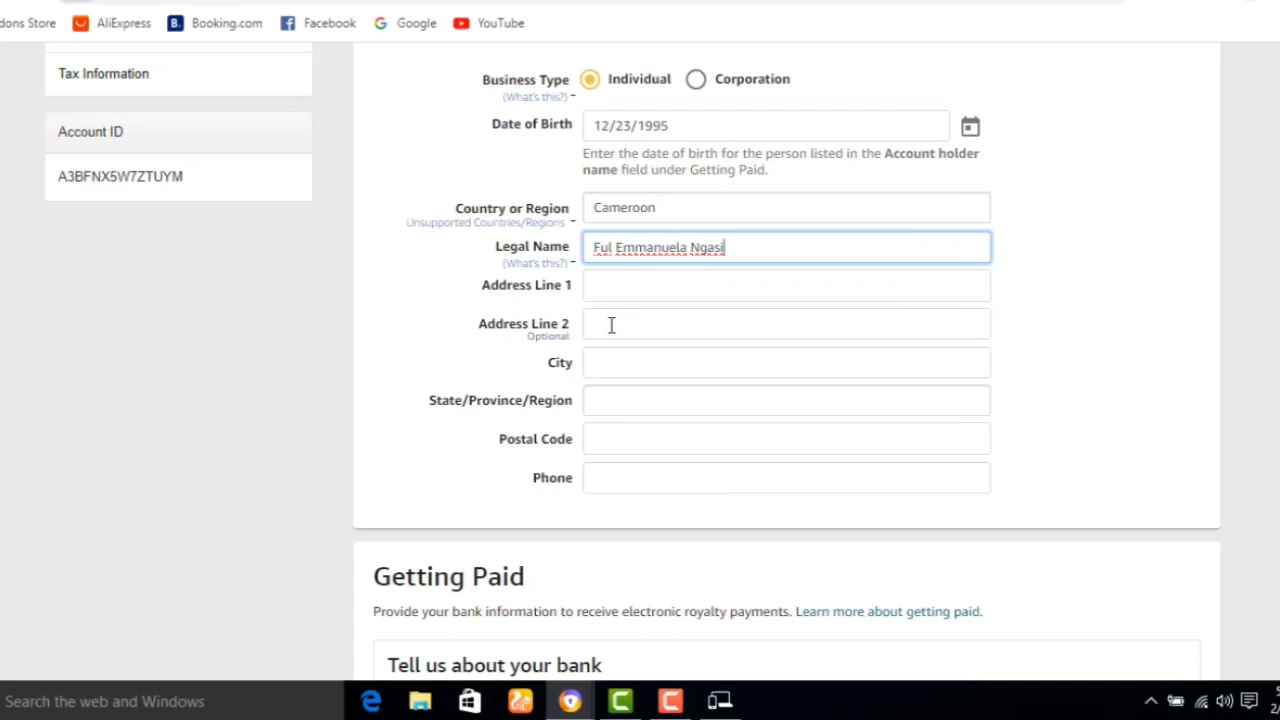 dons Store AliExpress Booking.com Facebook Google YouTube
Tax Information
Account ID
A3BFNX5W7ZTUYM
Business Type Individual Corporation
(What's this?)
Date of Birth 12/23/1995
Enter the date of birth for the person listed in the Account holder
name field under Getting Paid.
Country or Region Cameroon
Unsupported Countries/Regions
Legal Name Ful Emmanuela Ngasi
(What's this?)
Address Line 1
Address Line 2
Optional
City
State/Province/Region
Postal Code
Phone
Getting Paid
Provide your bank information to receive electronic royalty payments. Learn more about getting paid.
Tell us about your bank
Search the web and Windows